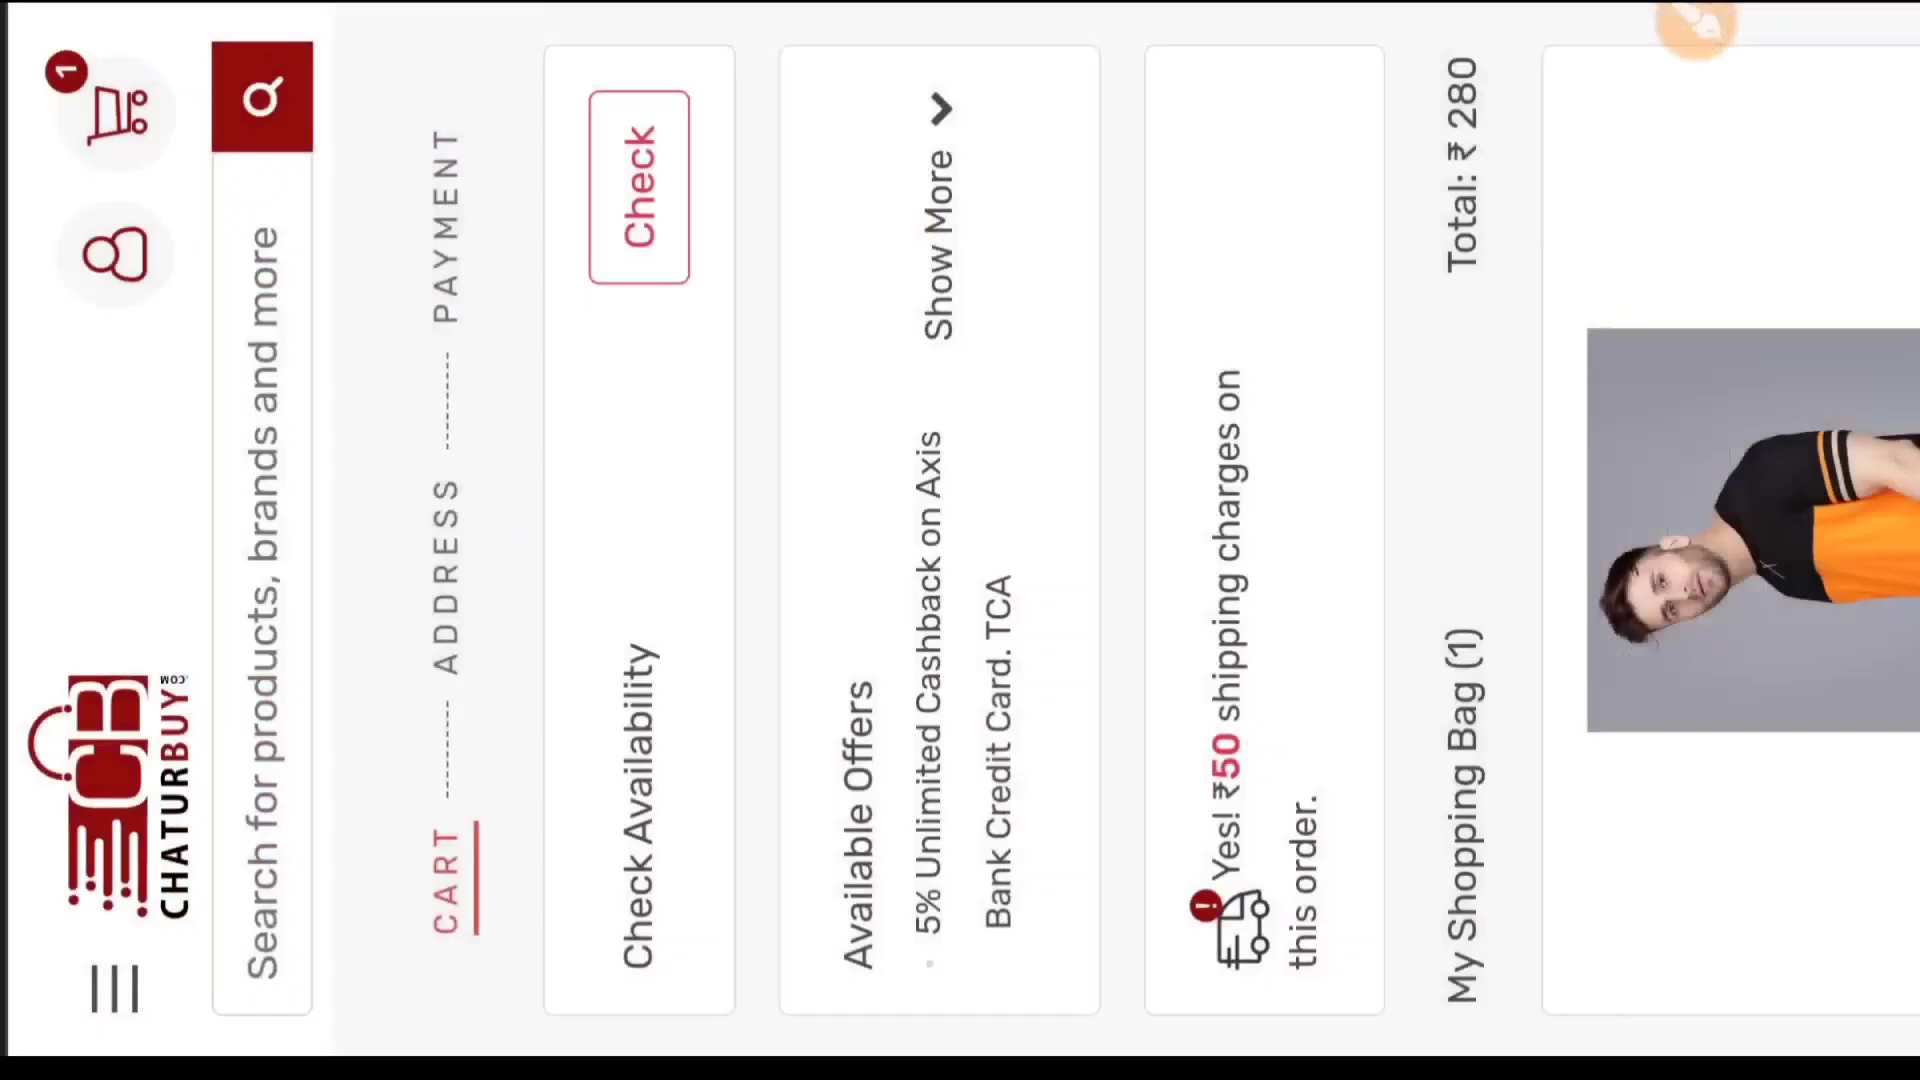 1
CB
CHATURBUY.COM
Search for products, brands and more
CART ---------- ADDRESS ---------- PAYMENT
Check Availability
Check
Available Offers
· 5% Unlimited Cashback on Axis
Bank Credit Card. TCA
Show More
Yes! ₹50 shipping charges on
this order.
My Shopping Bag (1)
Total: ₹ 280